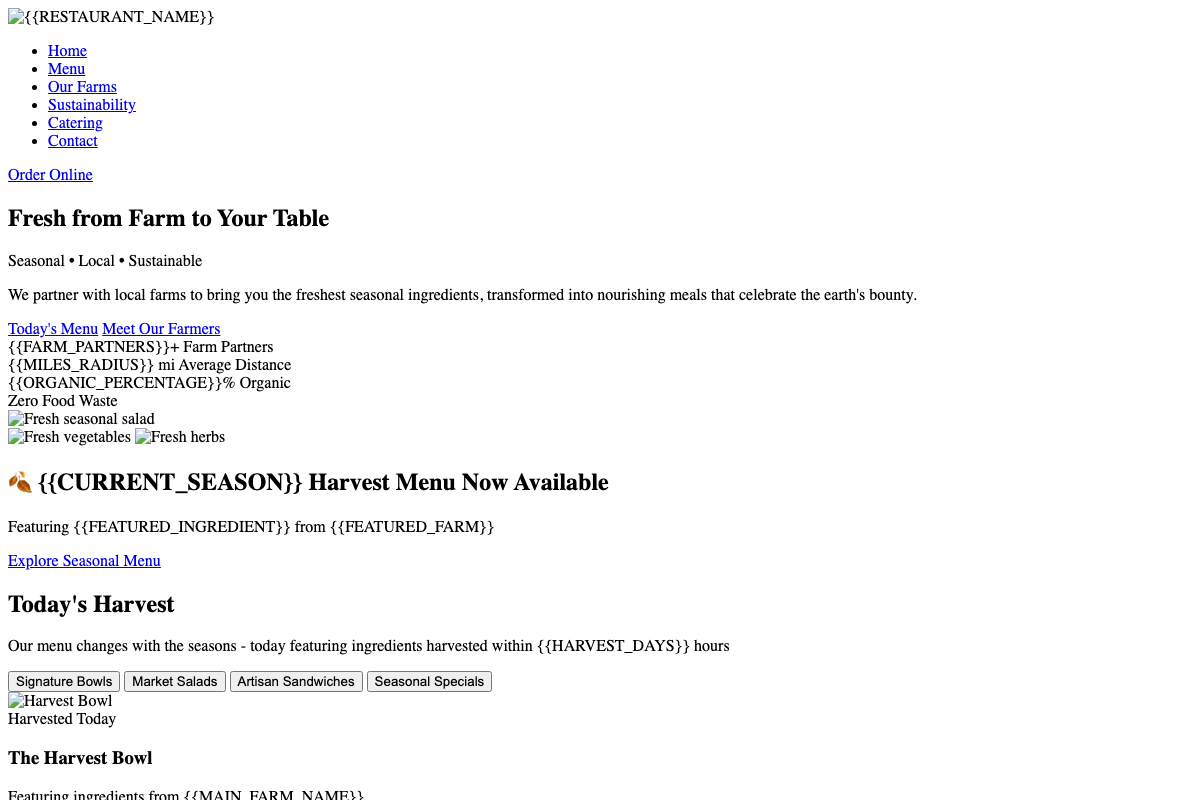 {{RESTAURANT_NAME}}
Home
Menu
Our Farms
Sustainability
Catering
Contact
Order Online
Fresh from Farm to Your Table
Seasonal • Local • Sustainable
We partner with local farms to bring you the freshest seasonal ingredients, transformed into nourishing meals that celebrate the earth's bounty.
Today's Menu Meet Our Farmers
{{FARM_PARTNERS}}+ Farm Partners
{{MILES_RADIUS}} mi Average Distance
{{ORGANIC_PERCENTAGE}}% Organic
Zero Food Waste
Fresh seasonal salad
Fresh vegetables Fresh herbs
🍂 {{CURRENT_SEASON}} Harvest Menu Now Available
Featuring {{FEATURED_INGREDIENT}} from {{FEATURED_FARM}}
Explore Seasonal Menu
Today's Harvest
Our menu changes with the seasons - today featuring ingredients harvested within {{HARVEST_DAYS}} hours
Signature Bowls Market Salads Artisan Sandwiches Seasonal Specials
Harvest Bowl
Harvested Today
The Harvest Bowl
Featuring ingredients from {{MAIN_FARM_NAME}}